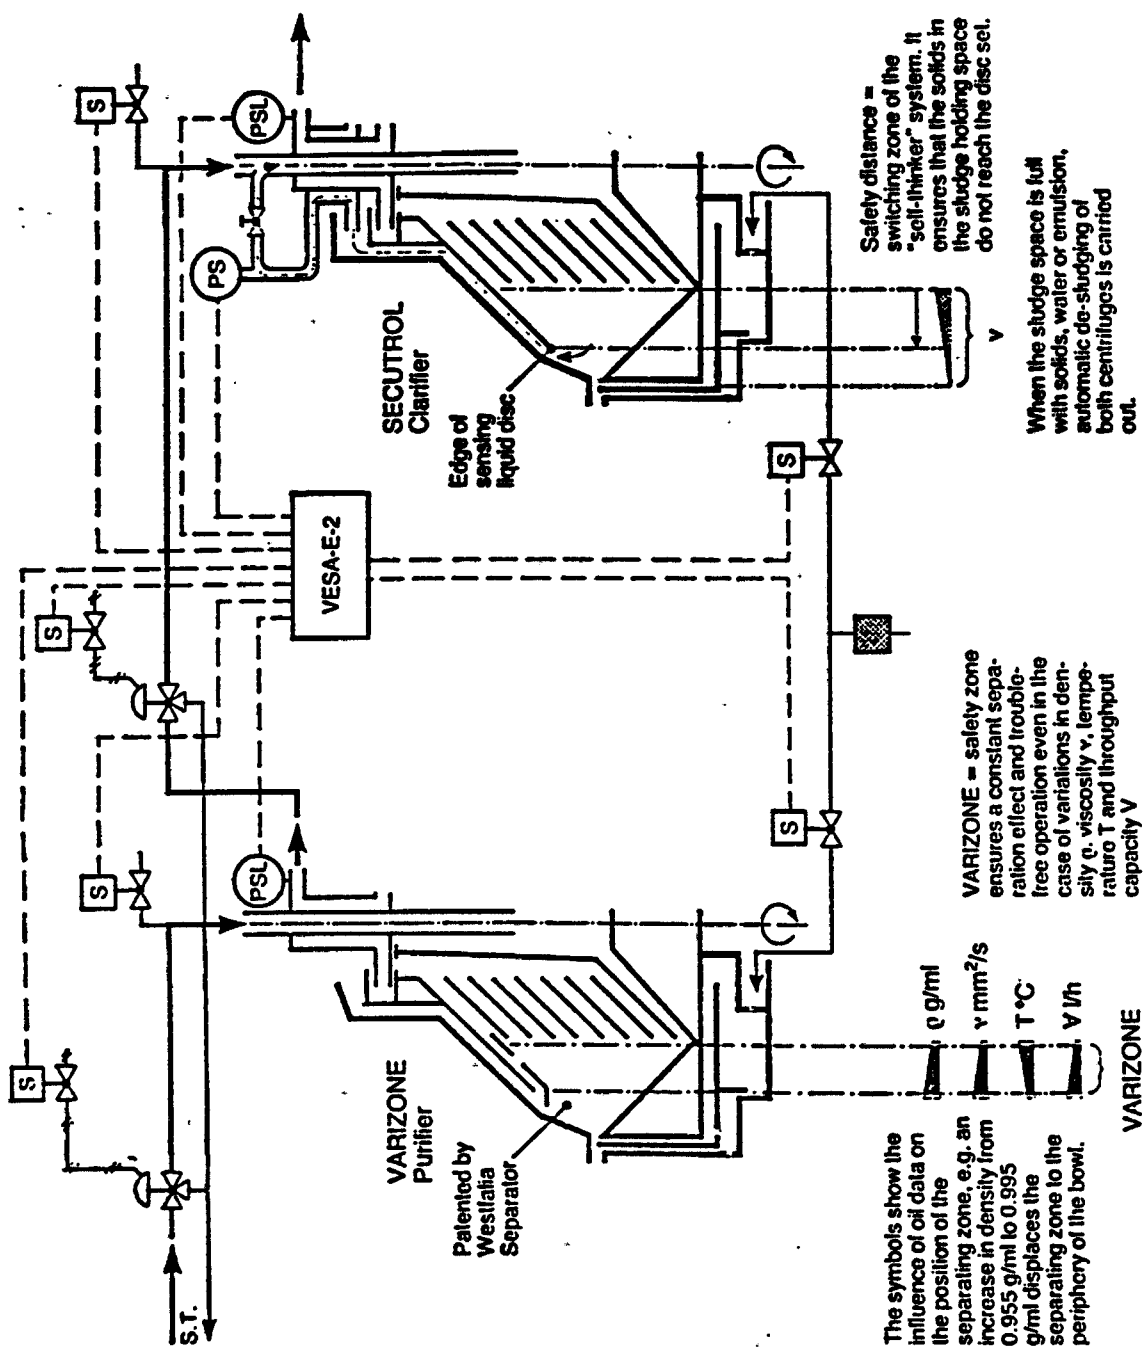 S.T.
S
S
S
S
PSL
PS
PSL
VESA-E-2
S
S
VARIZONE
Purifier
Patented by
Westfalia
Separator
SECUTROL
Clarifier
Edge of
sensing
liquid disc
The symbols show the
influence of oil data on
the position of the
separating zone, e.g. an
increase in density from
0.955 g/ml to 0.995
g/ml displaces the
separating zone to the
periphery of the bowl.
ϱ g/ml
ν mm²/s
T °C
V̇ l/h
VARIZONE
VARIZONE = safety zone
ensures a constant sepa-
ration effect and trouble-
free operation even in the
case of variations in den-
sity ϱ. viscosity ν, tempe-
rature T and throughput
capacity V
Safety distance =
switching zone of the
"self-thinker" system. It
ensures that the solids in
the sludge holding space
do not reach the disc set.
V
When the sludge space is full
with solids, water or emulsion,
automatic de-sludging of
both centrifuges is carried
out.